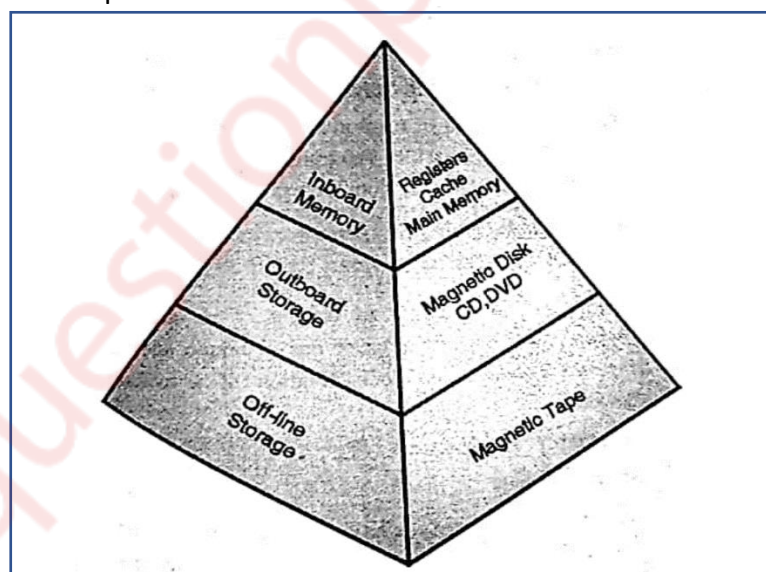 Inboard
Memory
Registers
Cache
Main Memory
Outboard
Storage
Magnetic Disk
CD,DVD
Off-line
Storage
Magnetic Tape